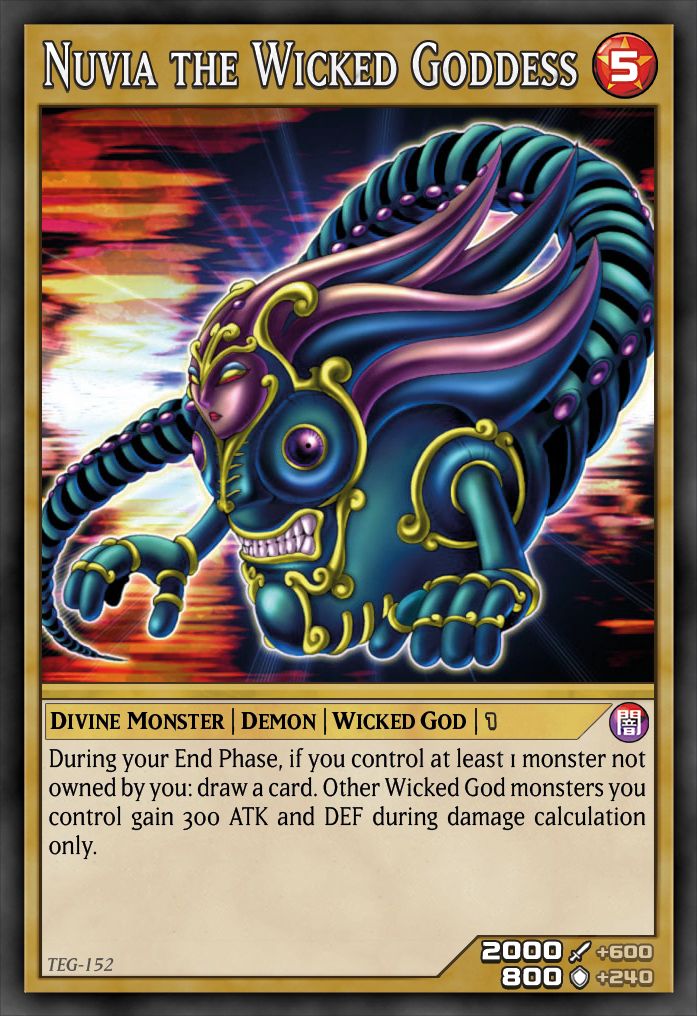 NUVIA THE WICKED GODDESS 5
DIVINE MONSTER | DEMON | WICKED GOD | 1 闇
During your End Phase, if you control at least 1 monster not
owned by you: draw a card. Other Wicked God monsters you
control gain 300 ATK and DEF during damage calculation
only.
2000 +600
TEG-152 800 +240